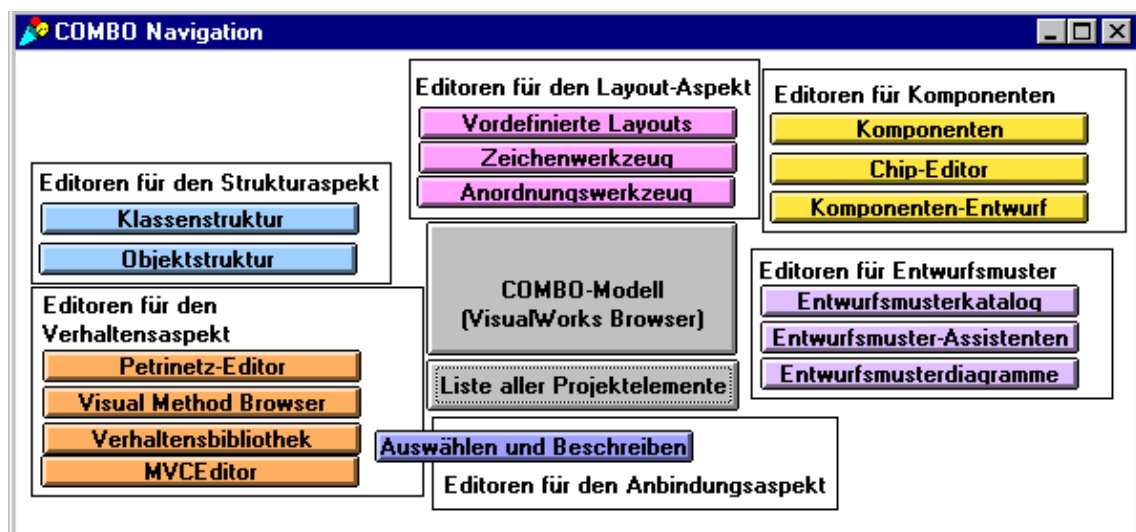 COMBO Navigation
Editoren für den Layout-Aspekt
Vordefinierte Layouts
Zeichenwerkzeug
Anordnungswerkzeug
Editoren für Komponenten
Komponenten
Chip-Editor
Komponenten-Entwurf
Editoren für den Strukturaspekt
Klassenstruktur
Objektstruktur
COMBO-Modell
(VisualWorks Browser)
Liste aller Projektelemente
Editoren für Entwurfsmuster
Entwurfsmusterkatalog
Entwurfsmuster-Assistenten
Entwurfsmusterdiagramme
Editoren für den
Verhaltensaspekt
Petrinetz-Editor
Visual Method Browser
Verhaltensbibliothek
MVCEditor
Auswählen und Beschreiben
Editoren für den Anbindungsaspekt